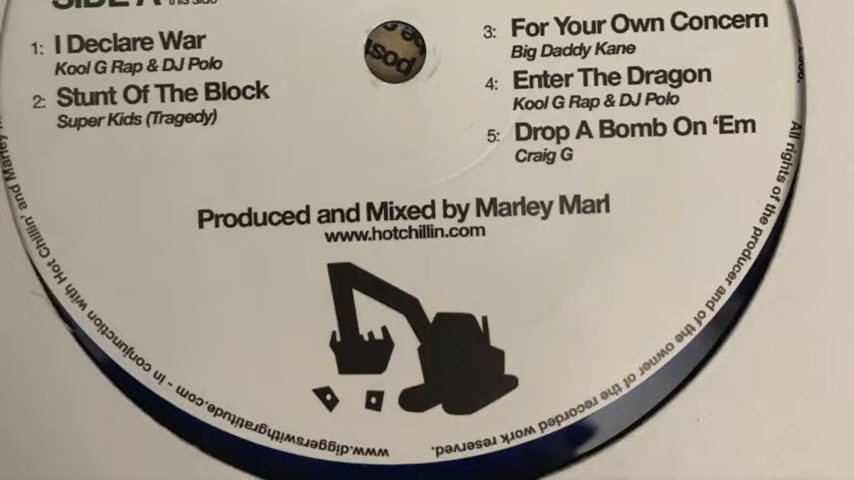 SIDE A this side
1: I Declare War
Kool G Rap & DJ Polo
2: Stunt Of The Block
Super Kids (Tragedy)
3: For Your Own Concern
Big Daddy Kane
4: Enter The Dragon
Kool G Rap & DJ Polo
5: Drop A Bomb On ‘Em
Craig G
Produced and Mixed by Marley Marl
www.hotchillin.com
All rights of the producer and of the owner of the recorded work reserved.
www.diggerswithgratitude.com - In conjunction with Hot Chillin' and Marley